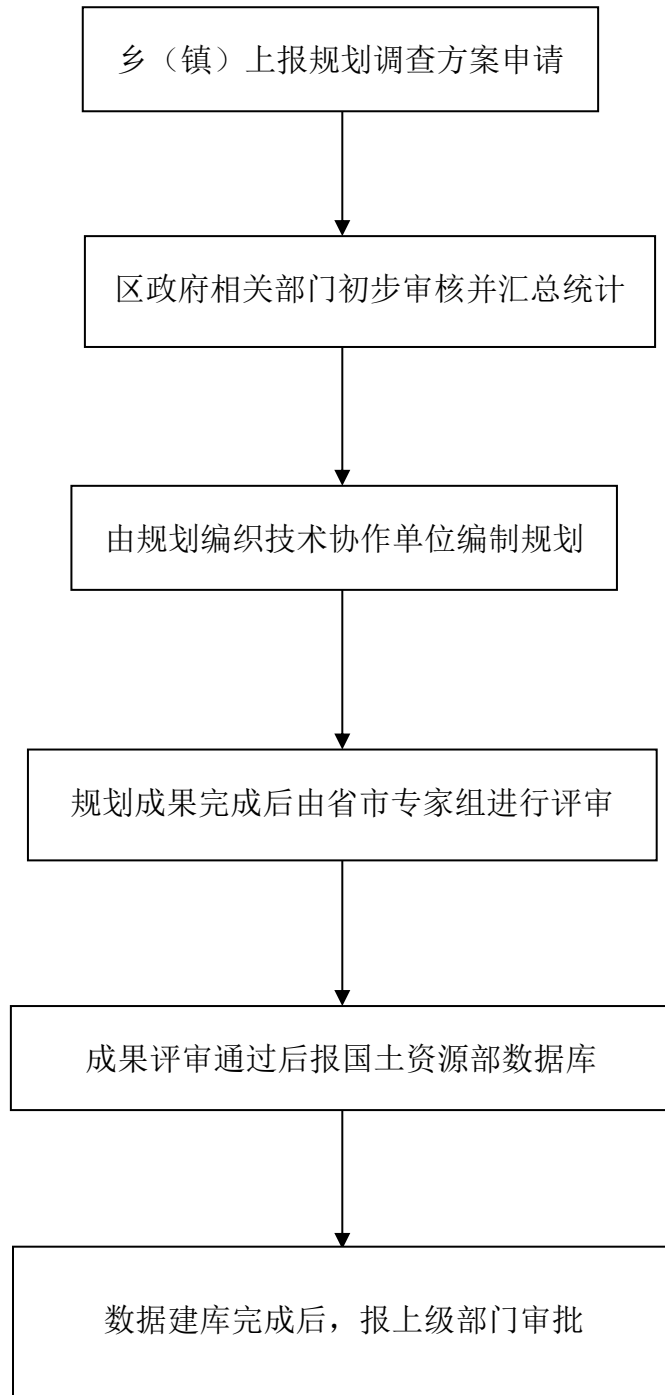 乡（镇）上报规划调查方案申请
区政府相关部门初步审核并汇总统计
由规划编织技术协作单位编制规划
规划成果完成后由省市专家组进行评审
成果评审通过后报国土资源部数据库
数据建库完成后，报上级部门审批